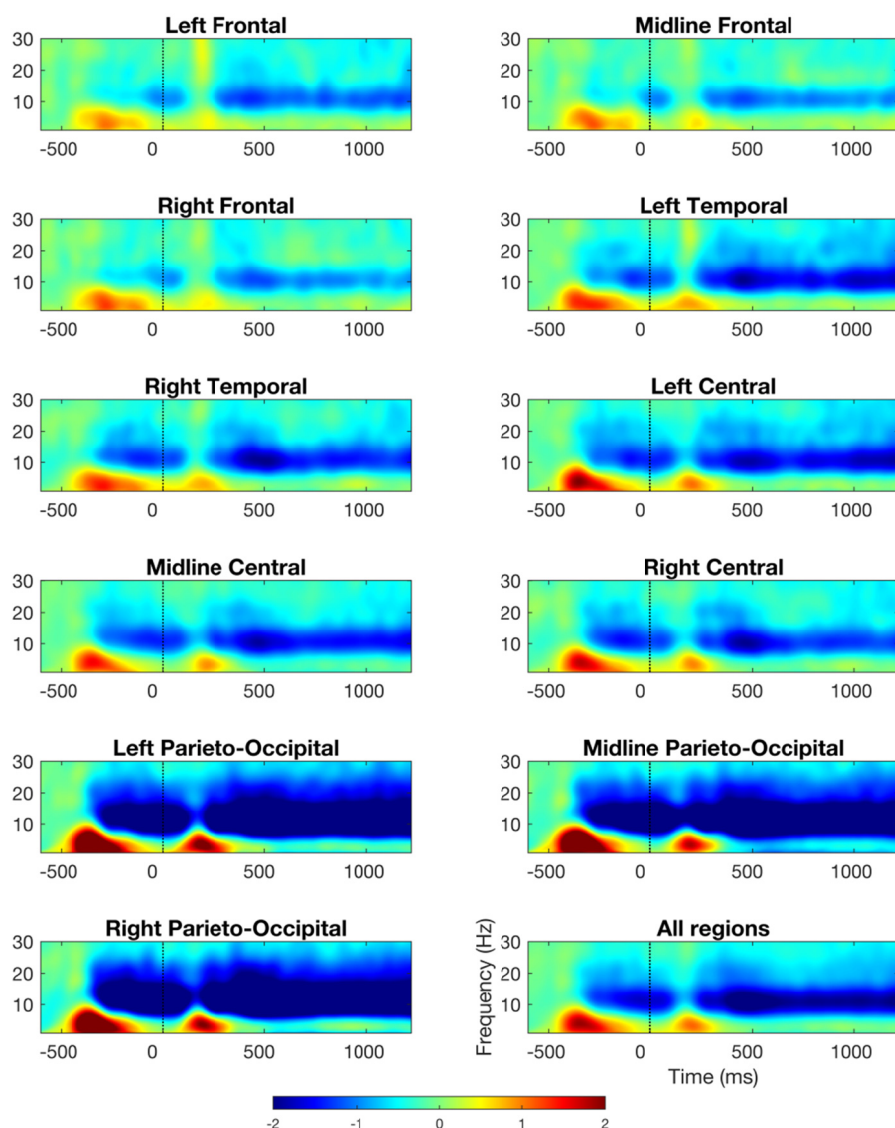 Left Frontal Midline Frontal
30 30
20 20
10 10
-500 0 500 1000 -500 0 500 1000
Right Frontal Left Temporal
30 30
20 20
10 10
-500 0 500 1000 -500 0 500 1000
Right Temporal Left Central
30 30
20 20
10 10
-500 0 500 1000 -500 0 500 1000
Midline Central Right Central
30 30
20 20
10 10
-500 0 500 1000 -500 0 500 1000
Left Parieto-Occipital Midline Parieto-Occipital
30 30
20 20
10 10
-500 0 500 1000 -500 0 500 1000
Right Parieto-Occipital All regions
30 30
20 20
10 10
Frequency (Hz)
-500 0 500 1000 -500 0 500 1000
Time (ms)
-2 -1 0 1 2